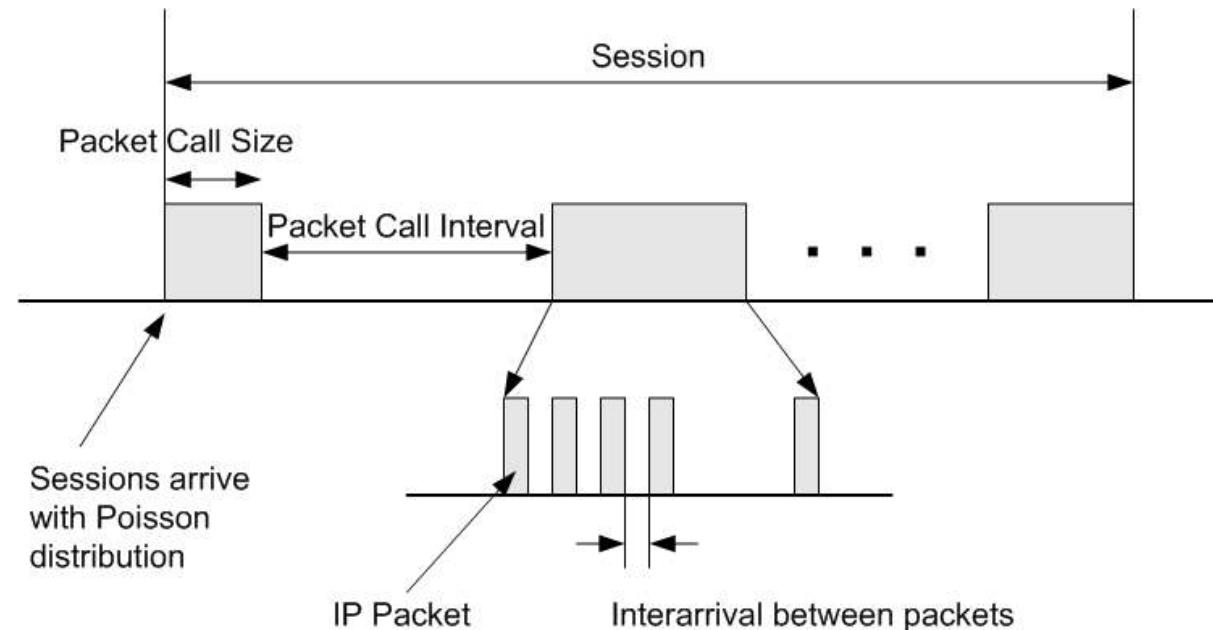 Session
Packet Call Size
Packet Call Interval
Sessions arrive
with Poisson
distribution
IP Packet
Interarrival between packets